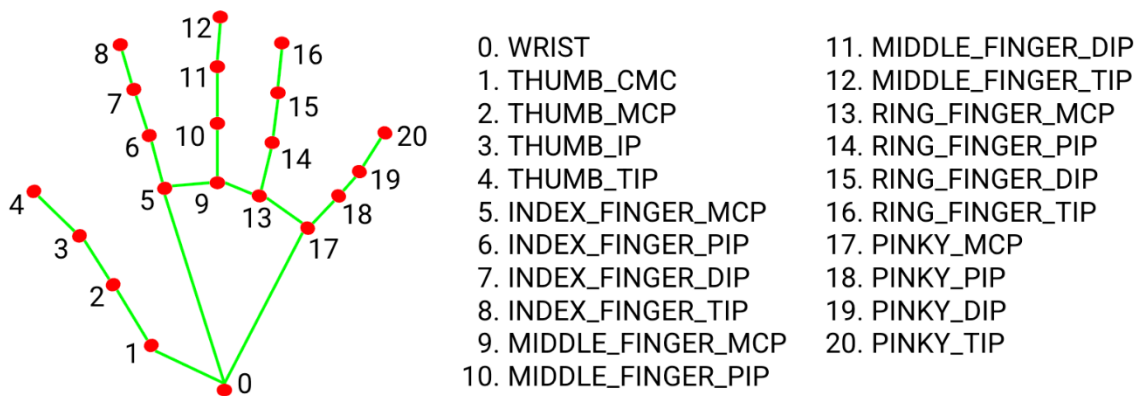 12
8
16
11
7
15
10
20
6
14
19
4
5
9
13
18
3
17
2
1
0
0. WRIST
1. THUMB_CMC
2. THUMB_MCP
3. THUMB_IP
4. THUMB_TIP
5. INDEX_FINGER_MCP
6. INDEX_FINGER_PIP
7. INDEX_FINGER_DIP
8. INDEX_FINGER_TIP
9. MIDDLE_FINGER_MCP
10. MIDDLE_FINGER_PIP
11. MIDDLE_FINGER_DIP
12. MIDDLE_FINGER_TIP
13. RING_FINGER_MCP
14. RING_FINGER_PIP
15. RING_FINGER_DIP
16. RING_FINGER_TIP
17. PINKY_MCP
18. PINKY_PIP
19. PINKY_DIP
20. PINKY_TIP